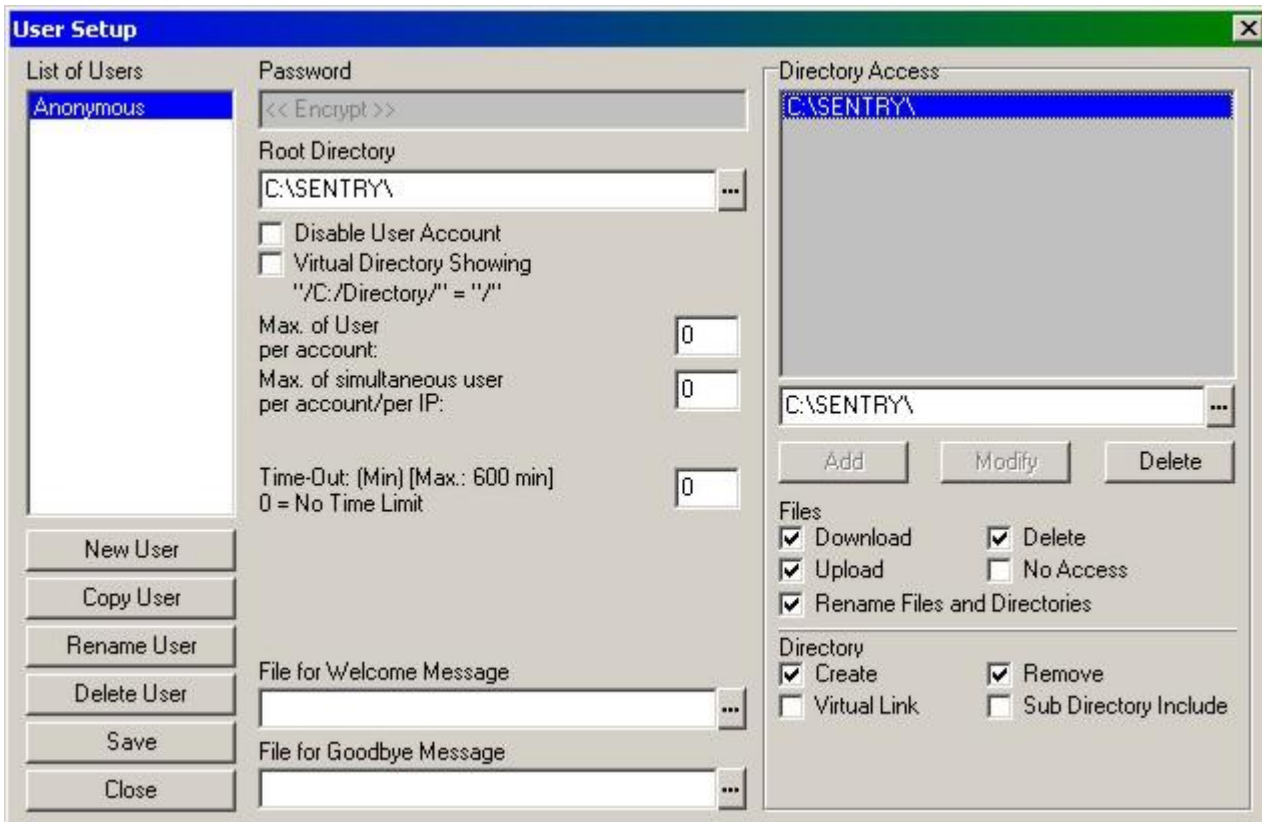 User Setup
List of Users
Anonymous
New User
Copy User
Rename User
Delete User
Save
Close
Password
<< Encrypt >>
Root Directory
C:\SENTRY\
...
Disable User Account
Virtual Directory Showing
"/C:/Directory/" = "/"
Max. of User
per account:
0
Max. of simultaneous user
per account/per IP:
0
Time-Out: (Min) [Max.: 600 min]
0 = No Time Limit
0
File for Welcome Message
...
File for Goodbye Message
...
Directory Access
C:\SENTRY\
C:\SENTRY\
...
Add Modify Delete
Files
Download Delete
Upload No Access
Rename Files and Directories
Directory
Create Remove
Virtual Link Sub Directory Include